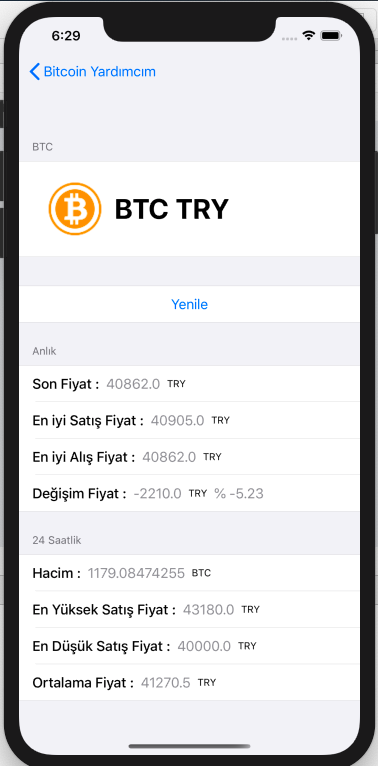 6:29
Bitcoin Yardımcım
BTC
BTC TRY
Yenile
Anlık
Son Fiyat : 40862.0 TRY
En iyi Satış Fiyat : 40905.0 TRY
En iyi Alış Fiyat : 40862.0 TRY
Değişim Fiyat : -2210.0 TRY % -5.23
24 Saatlik
Hacim : 1179.08474255 BTC
En Yüksek Satış Fiyat : 43180.0 TRY
En Düşük Satış Fiyat : 40000.0 TRY
Ortalama Fiyat : 41270.5 TRY